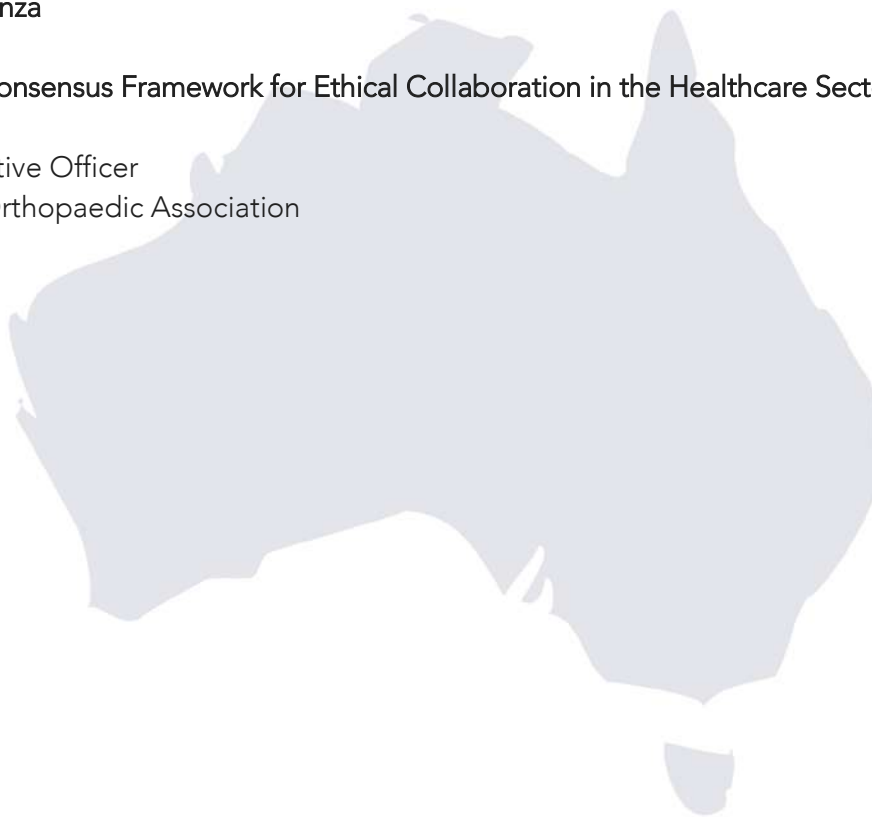 nza
onsensus Framework for Ethical Collaboration in the Healthcare Sect
tive Officer
rthopaedic Association